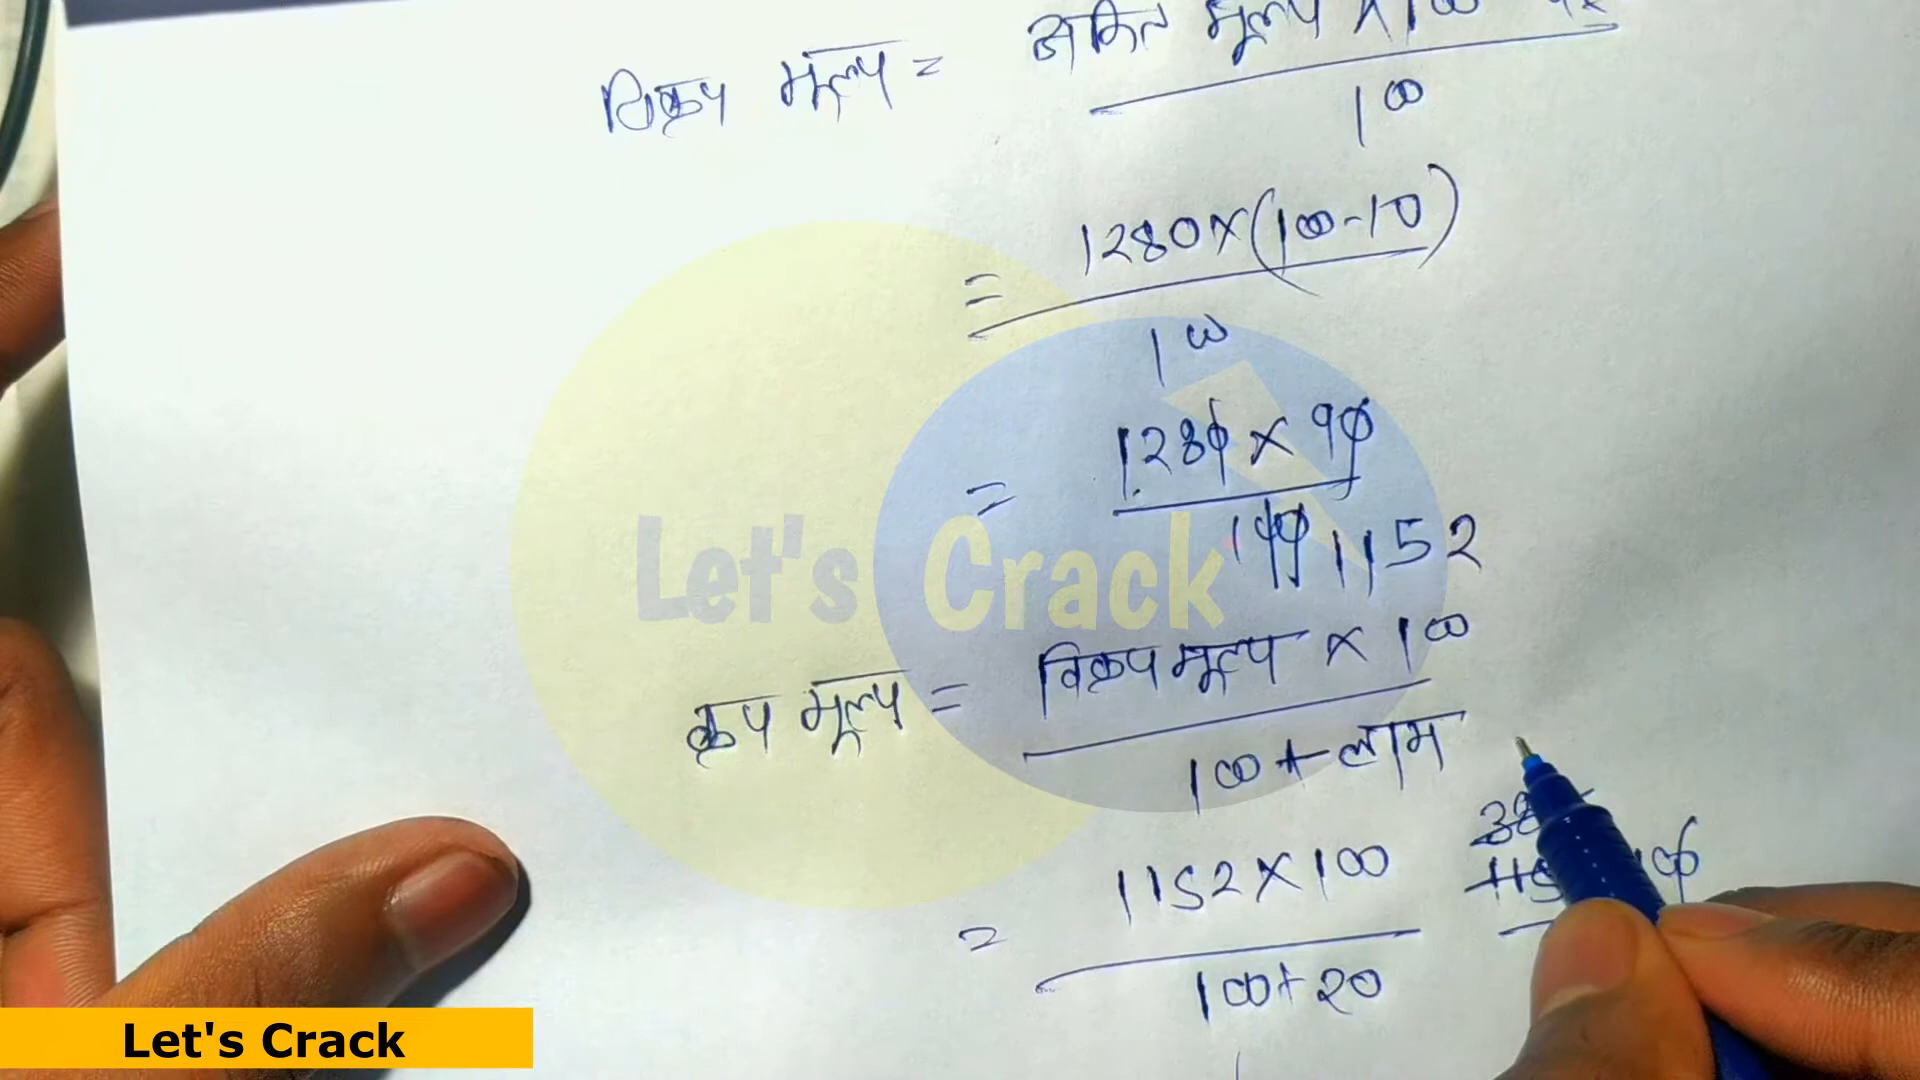 विक्रय मूल्य = अंकित मूल्य × 100
100
= 1280×(100-10)
100
= 1280 × 90
100 1152
क्रय मूल्य = विक्रय मूल्य × 100
100 + लाभ
= 1152×100
100+20
Let's Crack
Let's Crack